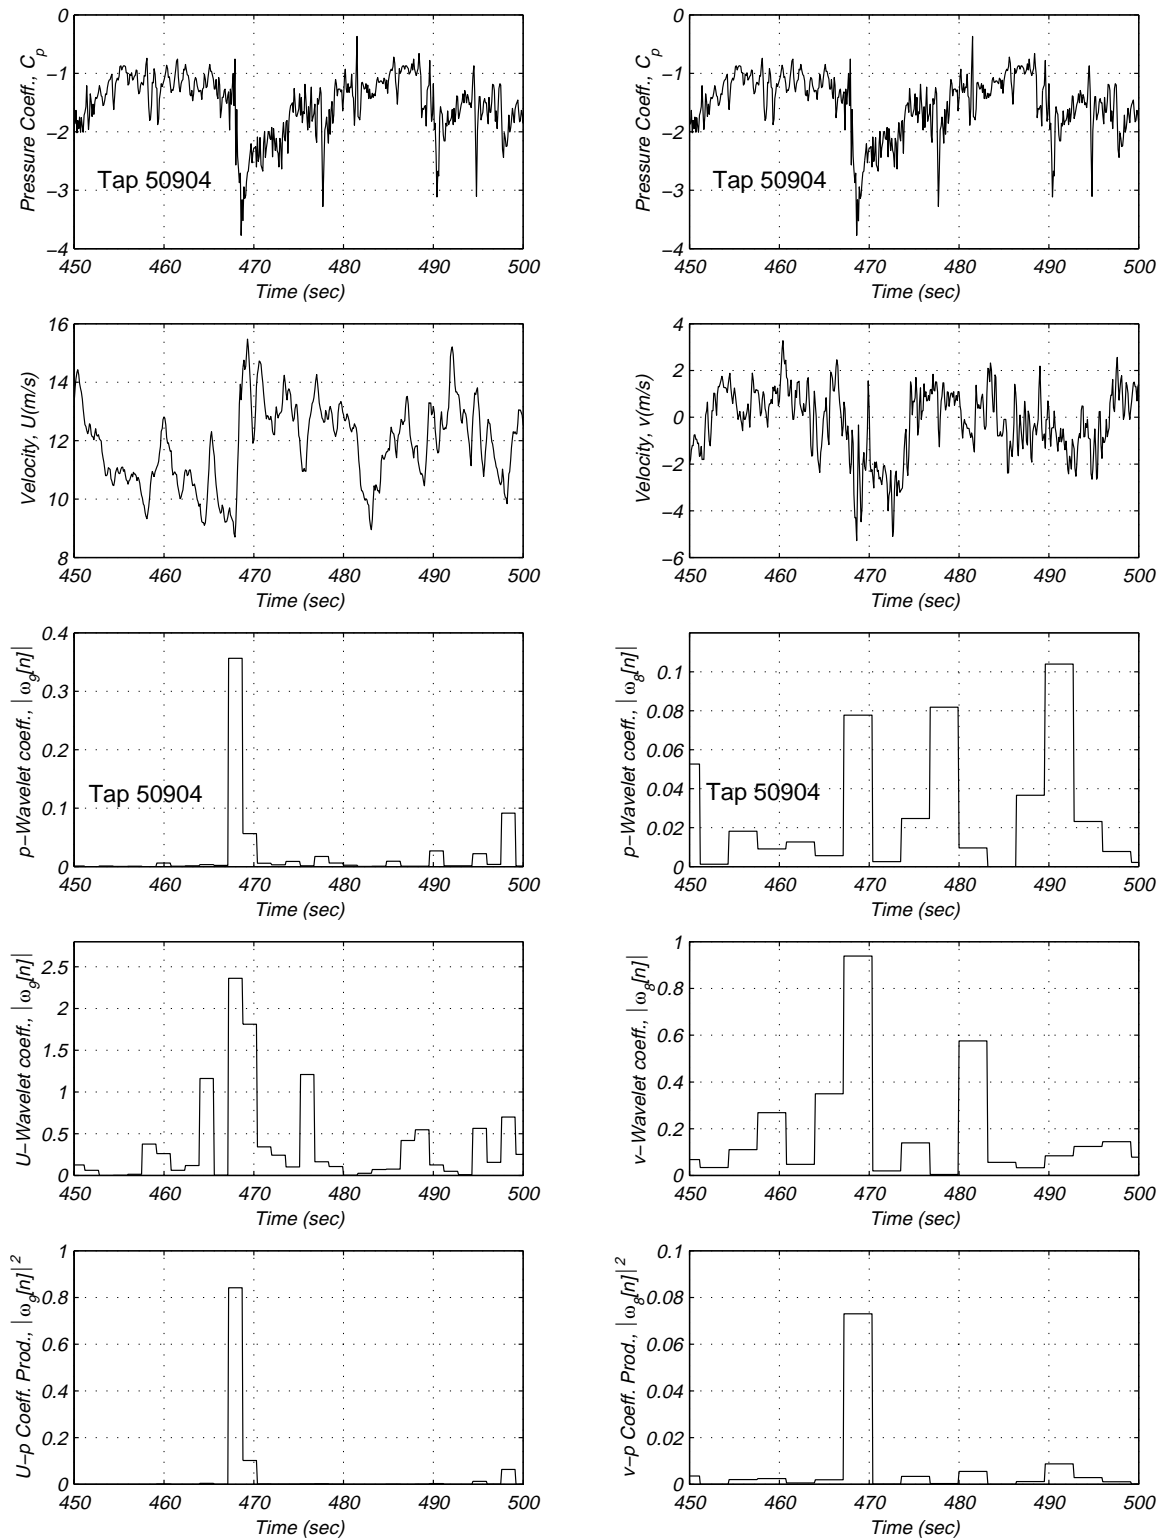 0
−1
−2
−3
−4
Pressure Coeff., C_p
Tap 50904
450 460 470 480 490 500
Time (sec)
0
−1
−2
−3
−4
Pressure Coeff., C_p
Tap 50904
450 460 470 480 490 500
Time (sec)
16
14
12
10
8
Velocity, U(m/s)
450 460 470 480 490 500
Time (sec)
4
2
0
−2
−4
−6
Velocity, v(m/s)
450 460 470 480 490 500
Time (sec)
0.4
0.3
0.2
0.1
0
p−Wavelet coeff., |ω_9[n]|
Tap 50904
450 460 470 480 490 500
Time (sec)
0.1
0.08
0.06
0.04
0.02
0
p−Wavelet coeff., |ω_8[n]|
Tap 50904
450 460 470 480 490 500
Time (sec)
2.5
2
1.5
1
0.5
0
U−Wavelet coeff., |ω_9[n]|
450 460 470 480 490 500
Time (sec)
1
0.8
0.6
0.4
0.2
0
v−Wavelet coeff., |ω_8[n]|
450 460 470 480 490 500
Time (sec)
1
0.8
0.6
0.4
0.2
0
U−p Coeff. Prod., |ω_9[n]|^2
450 460 470 480 490 500
Time (sec)
0.1
0.08
0.06
0.04
0.02
0
v−p Coeff. Prod., |ω_8[n]|^2
450 460 470 480 490 500
Time (sec)